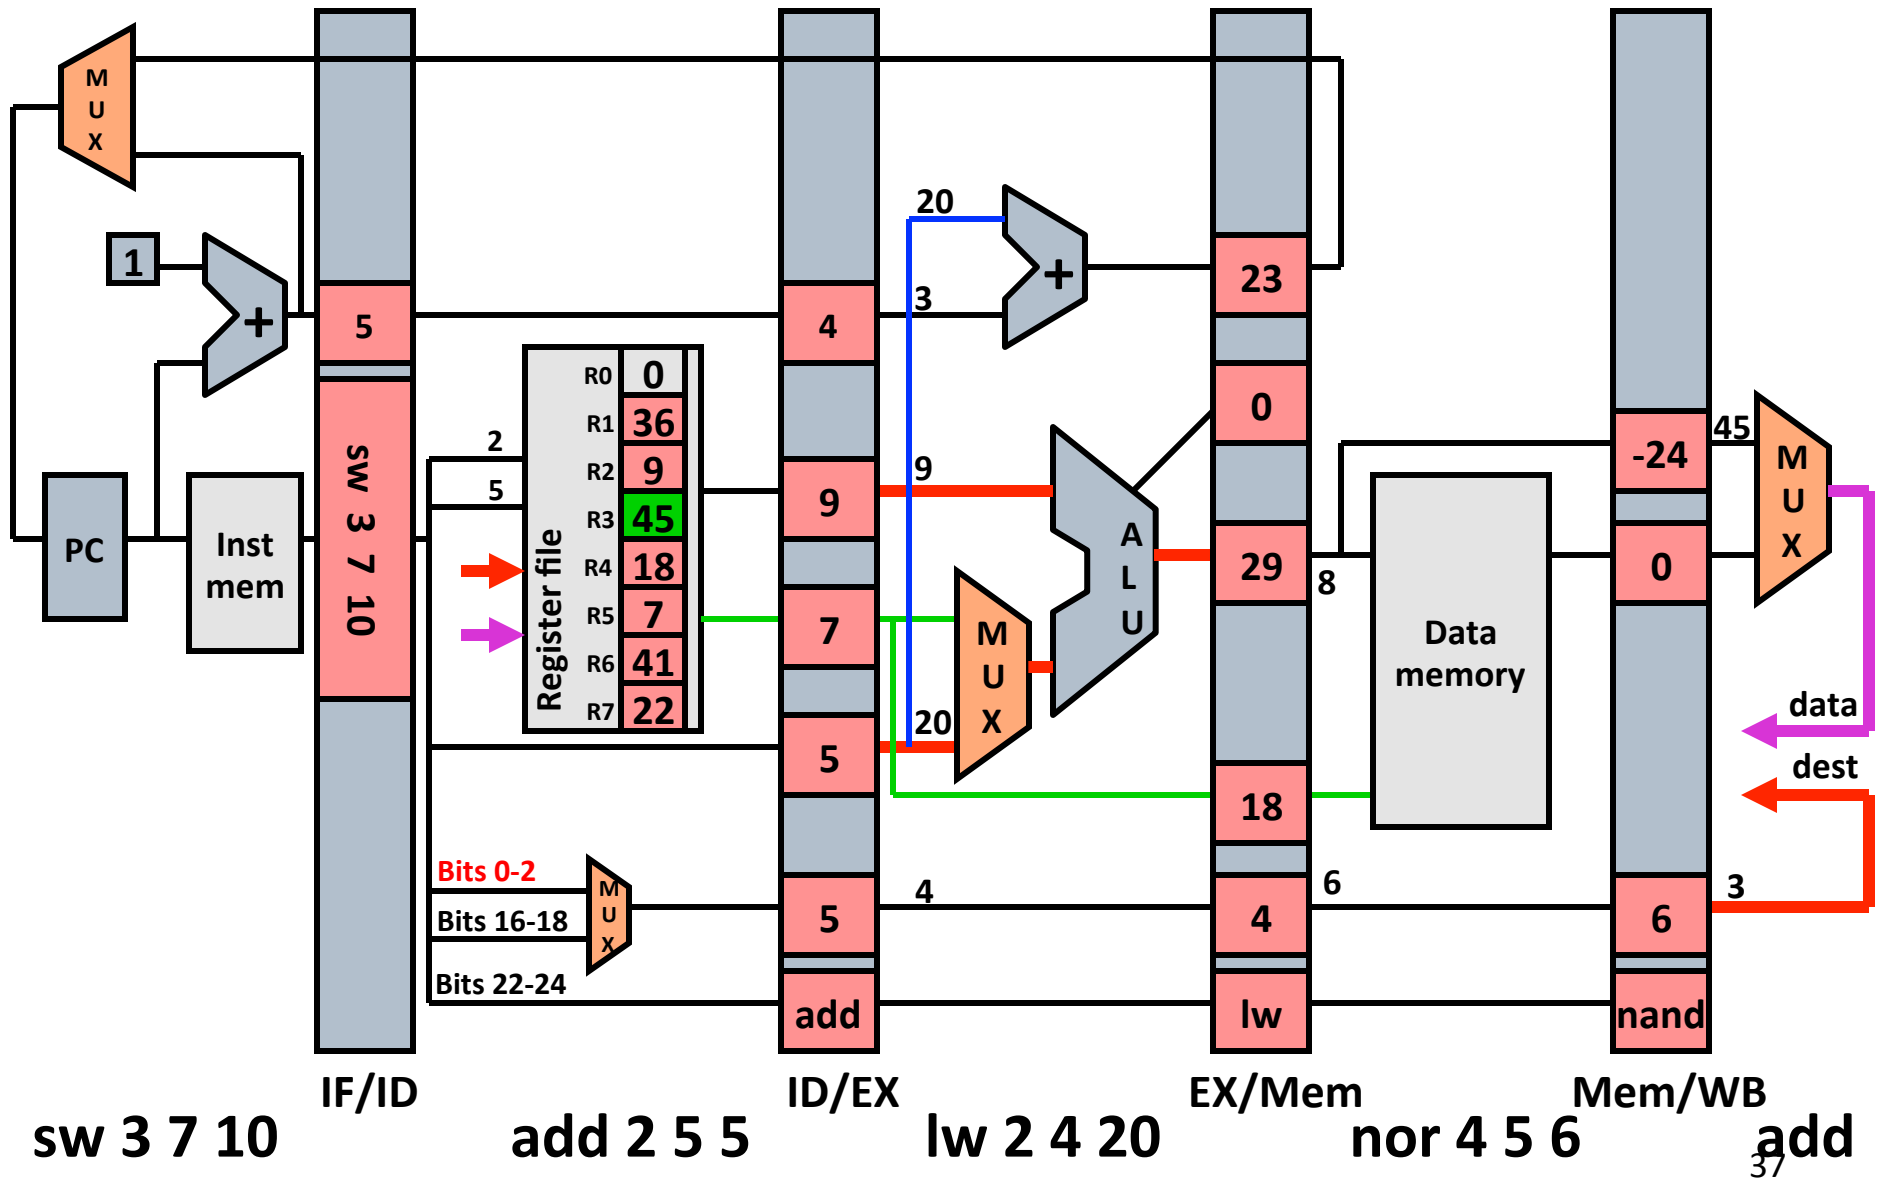 M
U
X
1
+
PC
Inst
mem
5
sw 3 7 10
2
5
Register file
R0 0
R1 36
R2 9
R3 45
R4 18
R5 7
R6 41
R7 22
Bits 0-2
Bits 16-18
Bits 22-24
M
U
X
4
9
7
5
5
add
20
3
9
20
4
+
M
U
X
A
L
U
23
0
29
18
4
lw
8
6
Data
memory
-24
0
6
nand
45
3
M
U
X
data
dest
IF/ID
ID/EX
EX/Mem
Mem/WB
sw 3 7 10
add 2 5 5
lw 2 4 20
nor 4 5 6
add
37